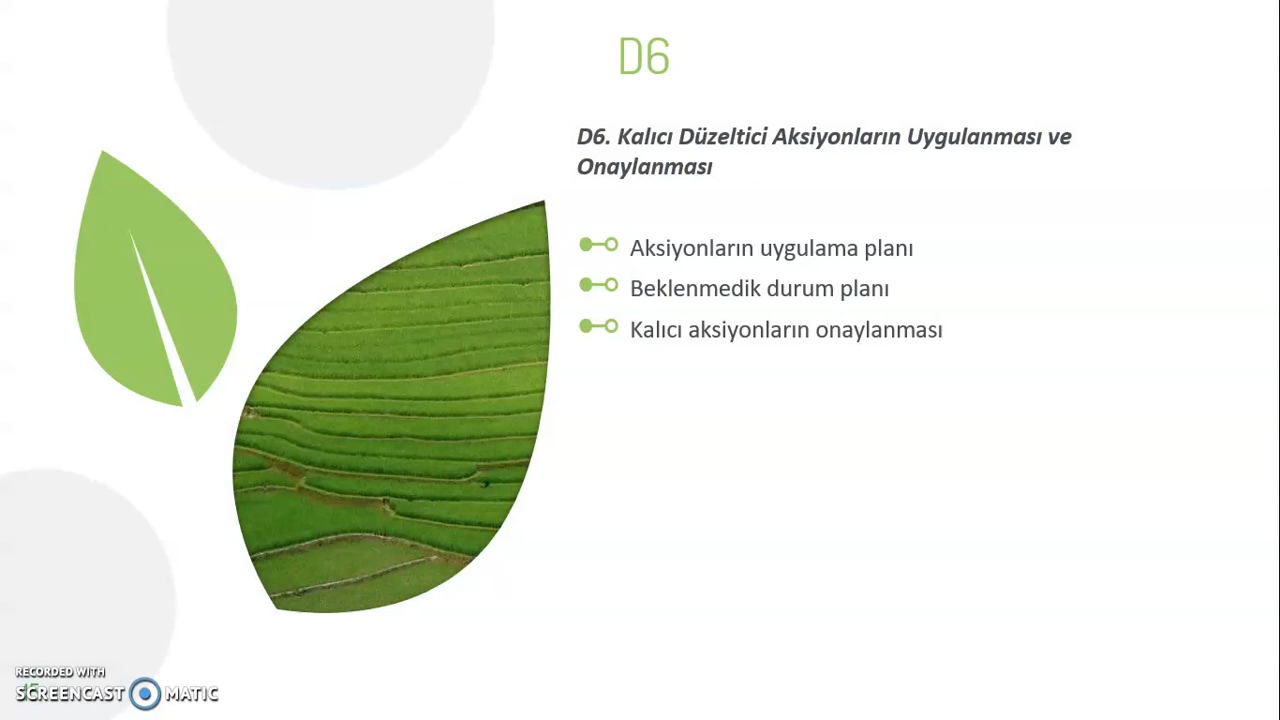 D6
D6. Kalıcı Düzeltici Aksiyonların Uygulanması ve
Onaylanması
Aksiyonların uygulama planı
Beklenmedik durum planı
Kalıcı aksiyonların onaylanması
RECORDED WITH
SCREENCAST MATIC